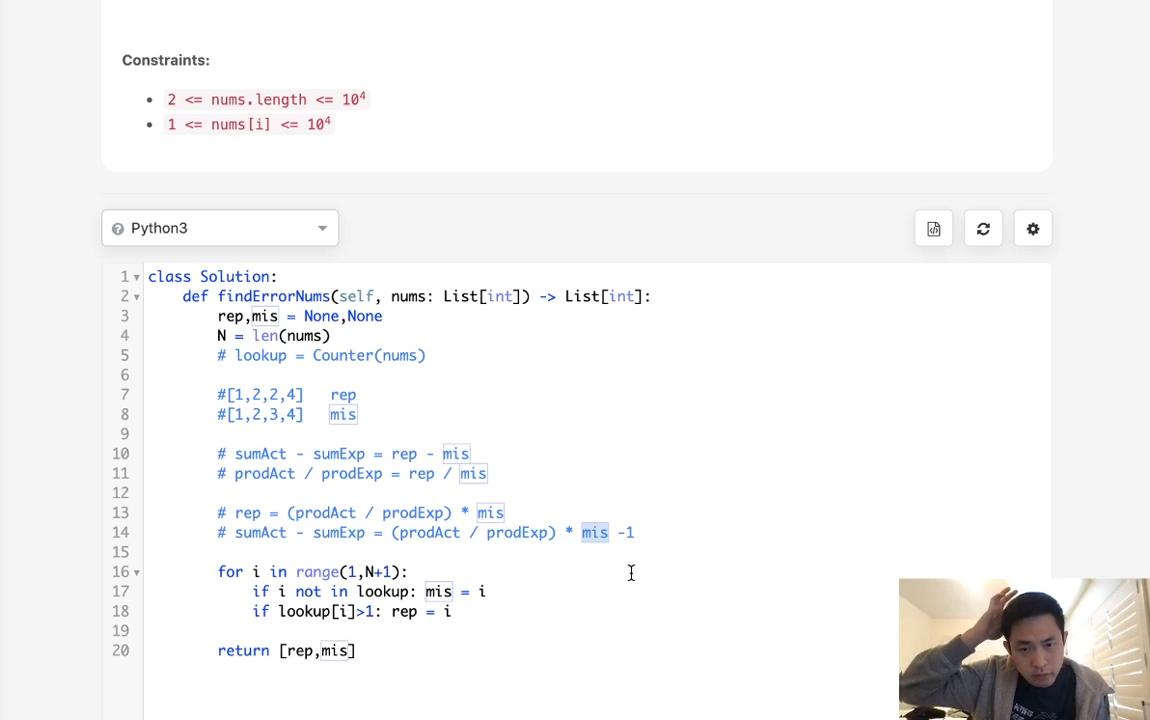 Constraints:
2 <= nums.length <= 10⁴
1 <= nums[i] <= 10⁴
Python3
1 class Solution:
2 def findErrorNums(self, nums: List[int]) -> List[int]:
3 rep,mis = None,None
4 N = len(nums)
5 # lookup = Counter(nums)
6
7 #[1,2,2,4] rep
8 #[1,2,3,4] mis
9
10 # sumAct - sumExp = rep - mis
11 # prodAct / prodExp = rep / mis
12
13 # rep = (prodAct / prodExp) * mis
14 # sumAct - sumExp = (prodAct / prodExp) * mis -1
15
16 for i in range(1,N+1):
17 if i not in lookup: mis = i
18 if lookup[i]>1: rep = i
19
20 return [rep,mis]